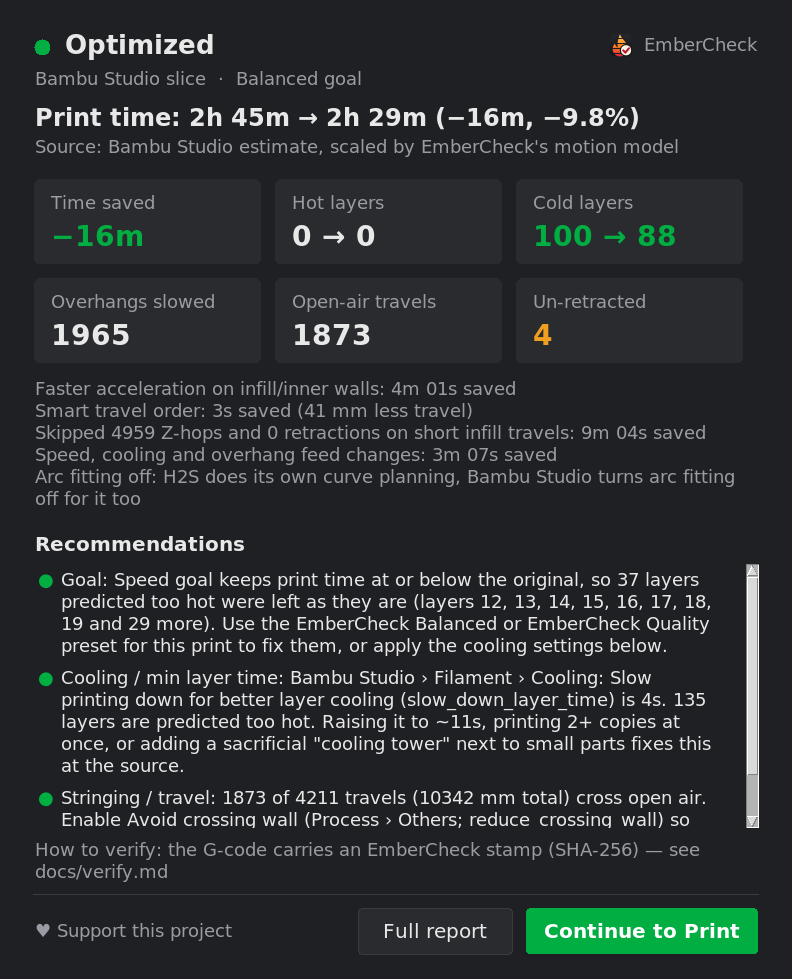 Optimized
EmberCheck
Bambu Studio slice · Balanced goal
Print time: 2h 45m → 2h 29m (−16m, −9.8%)
Source: Bambu Studio estimate, scaled by EmberCheck's motion model
Time saved
−16m
Hot layers
0 → 0
Cold layers
100 → 88
Overhangs slowed
1965
Open-air travels
1873
Un-retracted
4
Faster acceleration on infill/inner walls: 4m 01s saved
Smart travel order: 3s saved (41 mm less travel)
Skipped 4959 Z-hops and 0 retractions on short infill travels: 9m 04s saved
Speed, cooling and overhang feed changes: 3m 07s saved
Arc fitting off: H2S does its own curve planning, Bambu Studio turns arc fitting
off for it too
Recommendations
Goal: Speed goal keeps print time at or below the original, so 37 layers
predicted too hot were left as they are (layers 12, 13, 14, 15, 16, 17, 18,
19 and 29 more). Use the EmberCheck Balanced or EmberCheck Quality
preset for this print to fix them, or apply the cooling settings below.
Cooling / min layer time: Bambu Studio › Filament › Cooling: Slow
printing down for better layer cooling (slow_down_layer_time) is 4s. 135
layers are predicted too hot. Raising it to ~11s, printing 2+ copies at
once, or adding a sacrificial "cooling tower" next to small parts fixes this
at the source.
Stringing / travel: 1873 of 4211 travels (10342 mm total) cross open air.
Enable Avoid crossing wall (Process › Others; reduce_crossing_wall) so
How to verify: the G-code carries an EmberCheck stamp (SHA-256) — see
docs/verify.md
♥ Support this project
Full report
Continue to Print